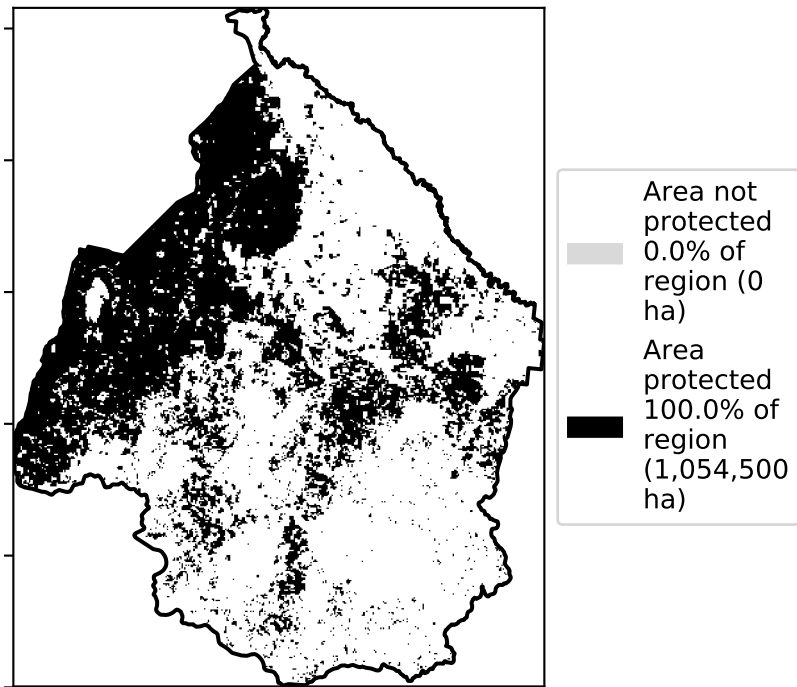 Area not
protected
0.0% of
region (0
ha)
Area
protected
100.0% of
region
(1,054,500
ha)